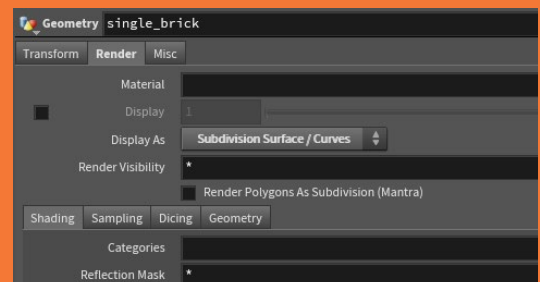 Geometry single_brick
Transform Render Misc
Material
Display 1
Display As Subdivision Surface / Curves
Render Visibility *
Render Polygons As Subdivision (Mantra)
Shading Sampling Dicing Geometry
Categories
Reflection Mask *